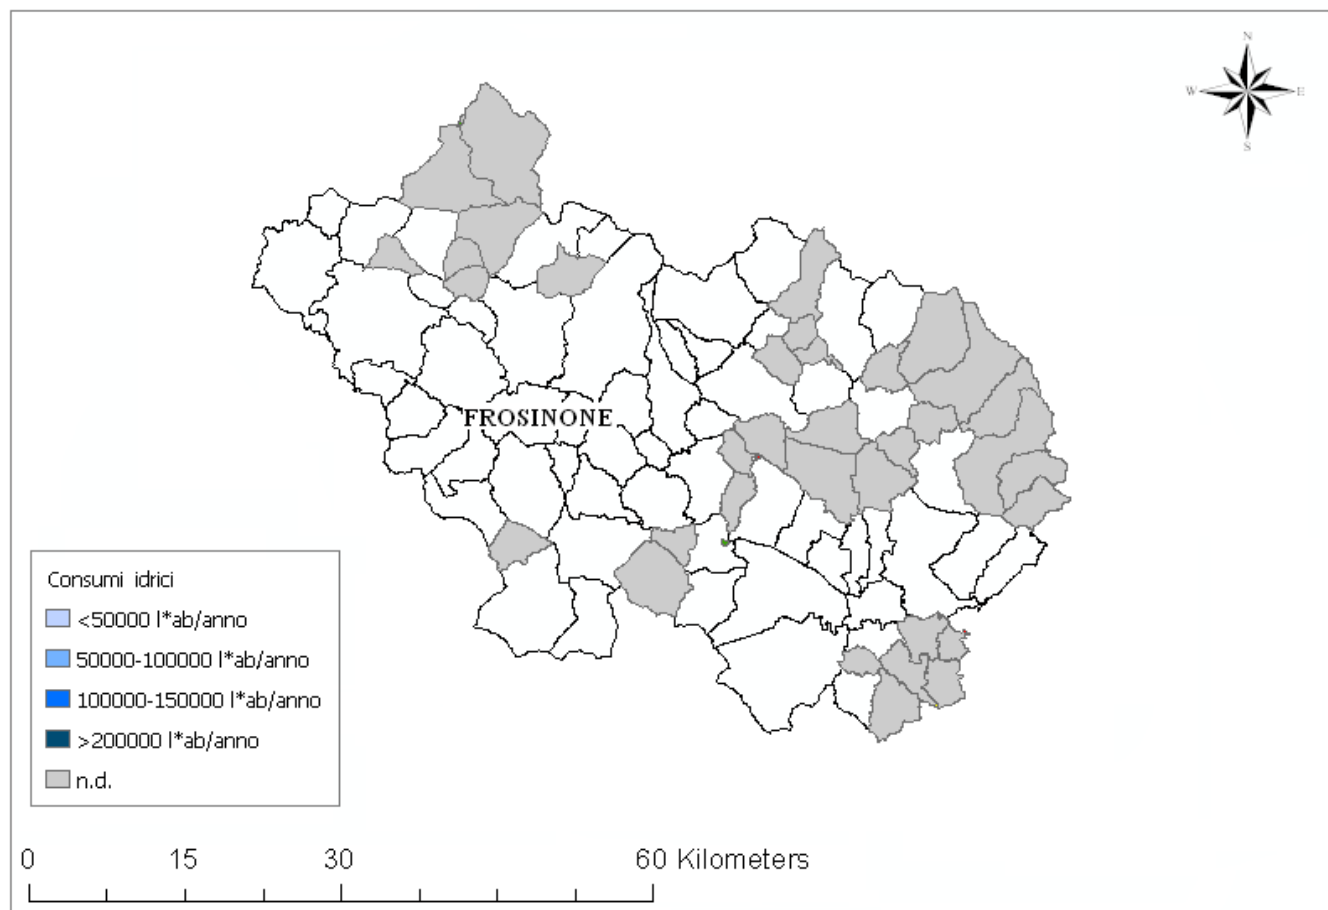 N
W E
S
FROSINONE
Consumi idrici
<50000 l*ab/anno
50000-100000 l*ab/anno
100000-150000 l*ab/anno
>200000 l*ab/anno
n.d.
0 15 30 60 Kilometers